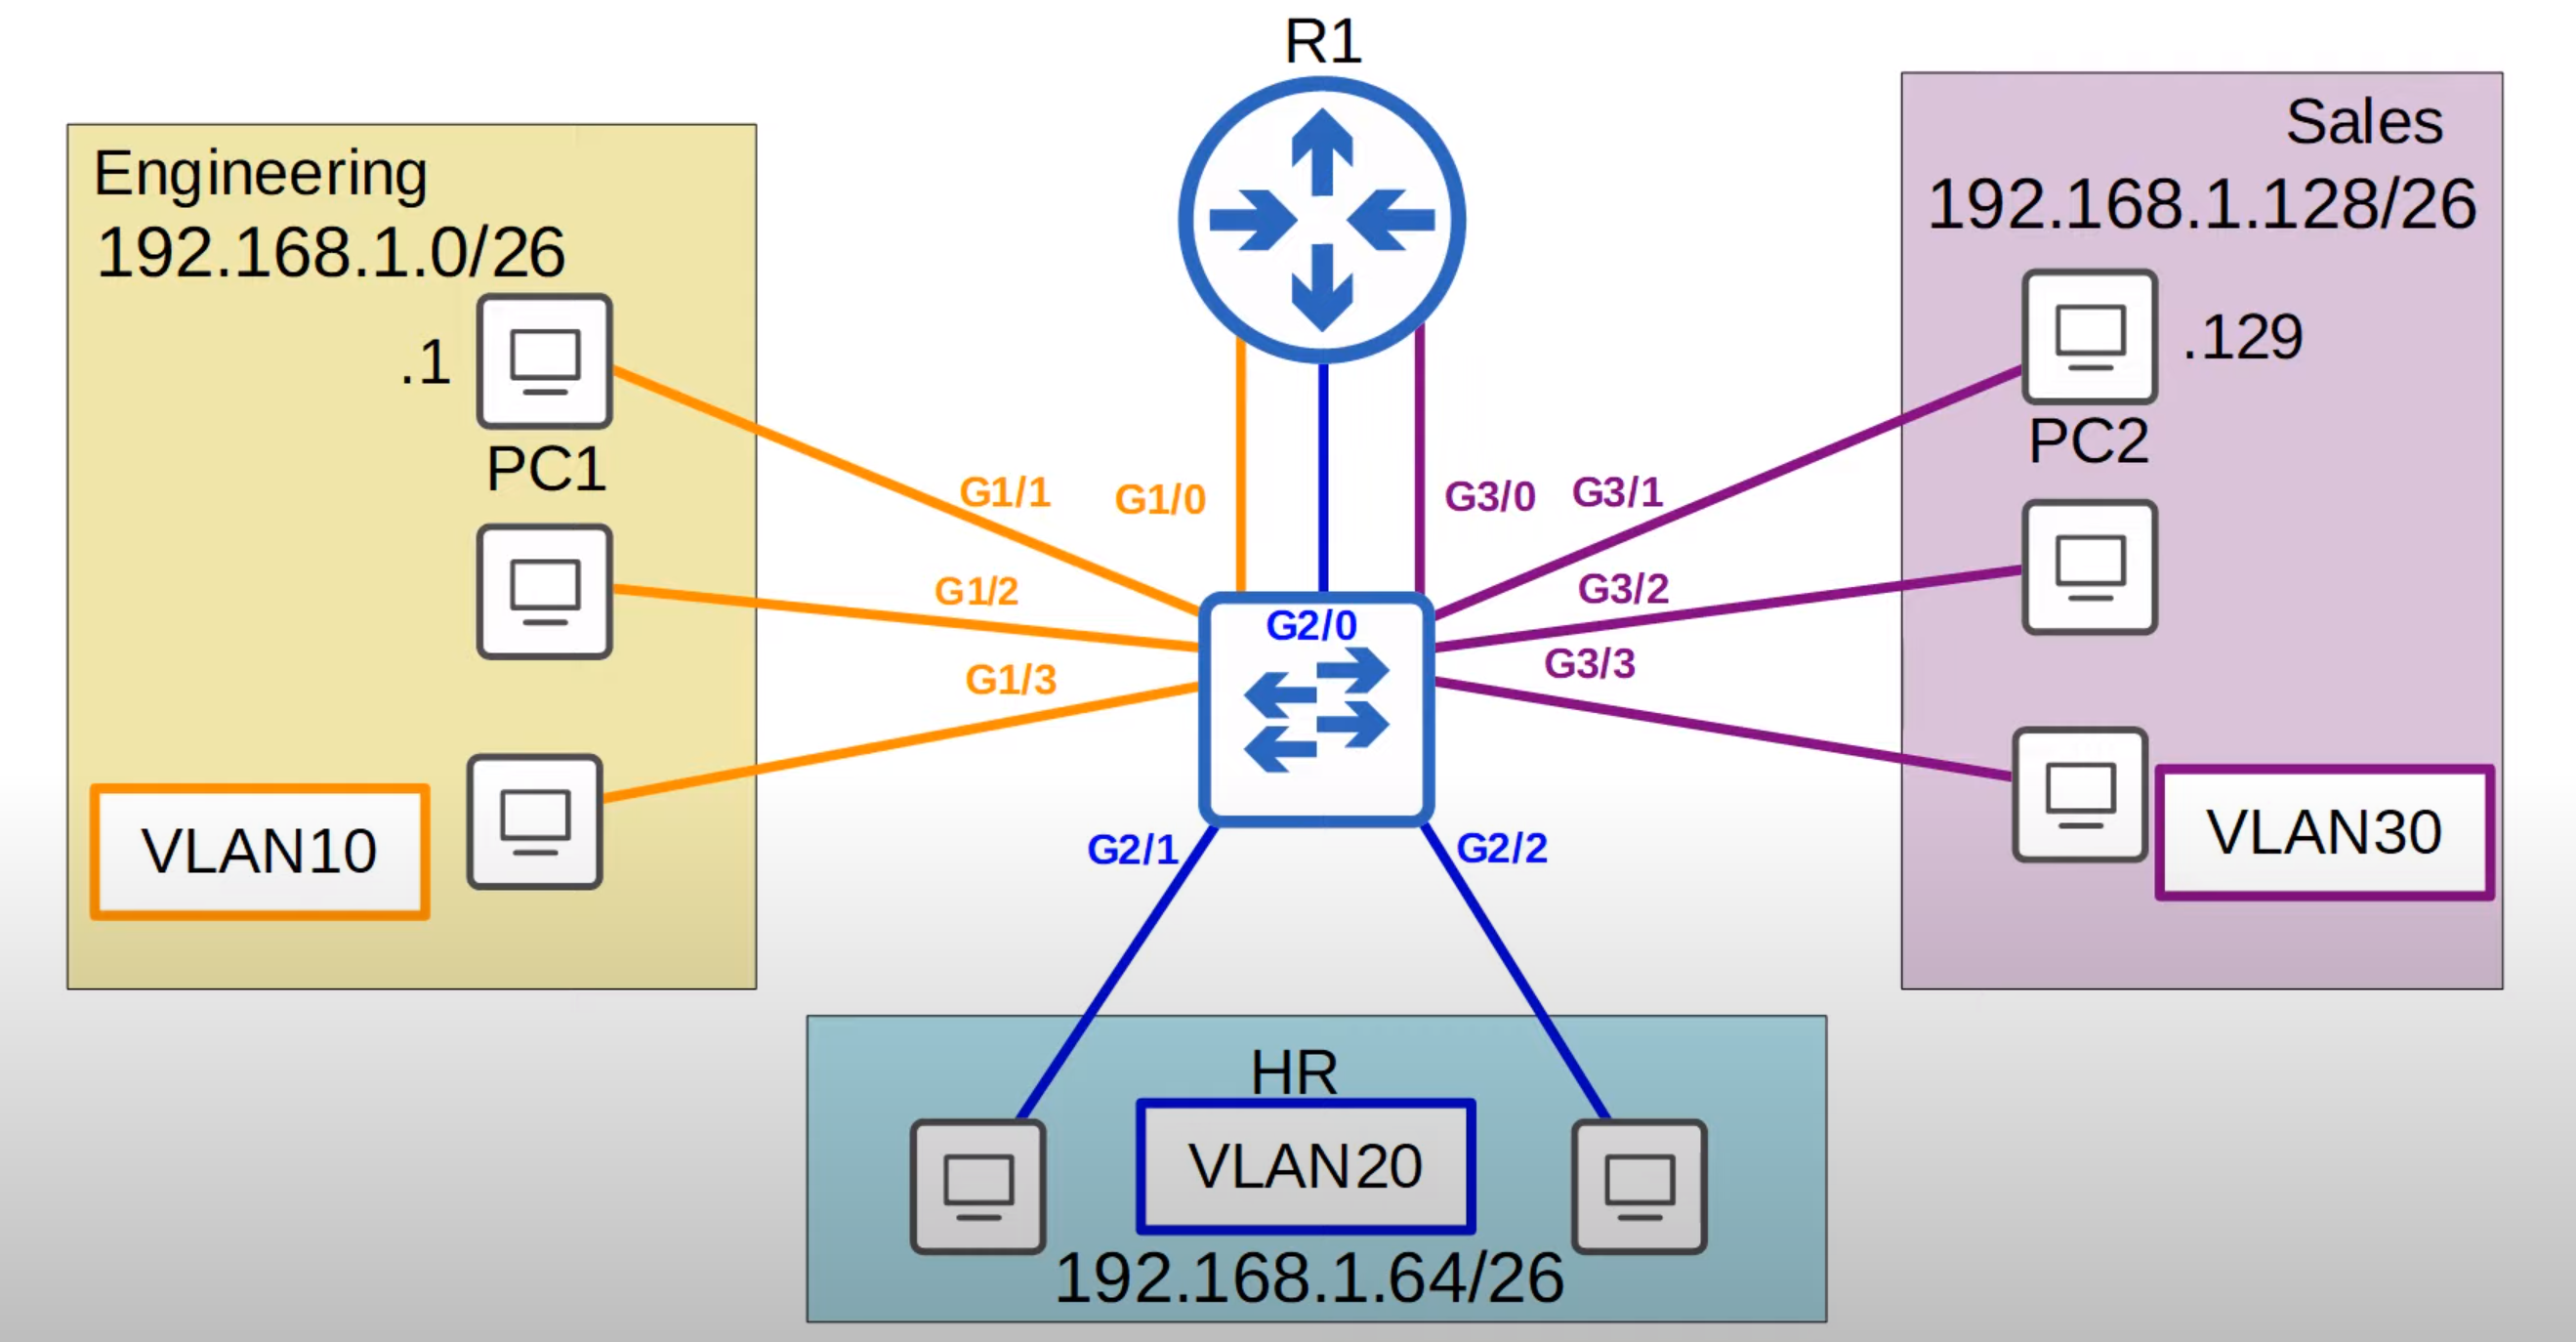 R1
Engineering
192.168.1.0/26
.1
PC1
VLAN10
Sales
192.168.1.128/26
.129
PC2
VLAN30
G1/1
G1/0
G3/0
G3/1
G1/2
G3/2
G2/0
G1/3
G3/3
G2/1
G2/2
HR
VLAN20
192.168.1.64/26